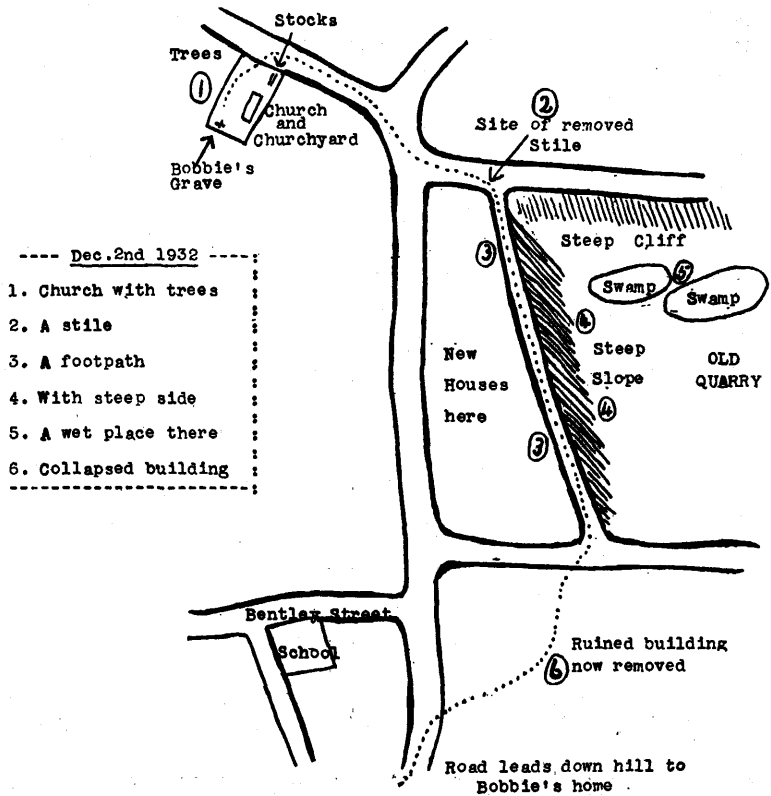 Stocks
Trees
1
Church
and
Churchyard
Bobbie's
Grave
2
Site of removed
Stile
3
Steep Cliff
5
Swamp
Swamp
4
Steep
Slope
OLD
QUARRY
4
New
Houses
here
3
Dec.2nd 1932
1. Church with trees
2. A stile
3. A footpath
4. With steep side
5. A wet place there
6. Collapsed building
Bentley Street
School
Ruined building
now removed
6
Road leads down hill to
Bobbie's home